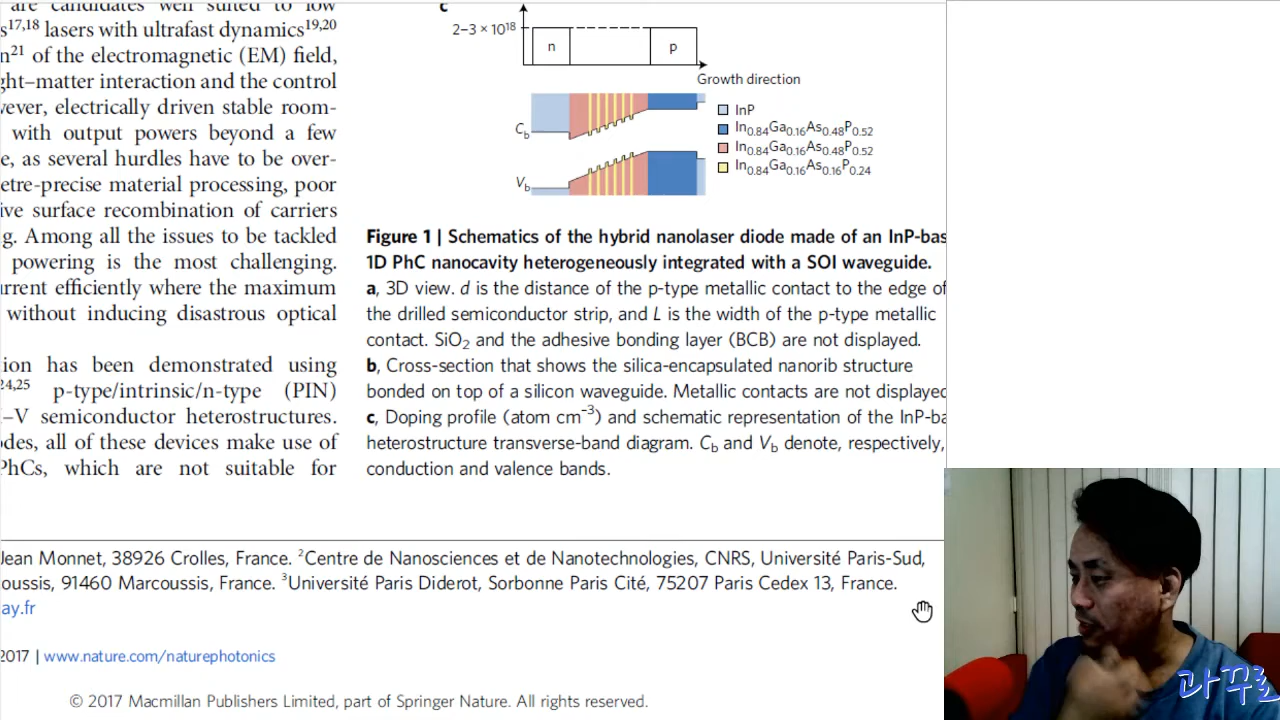 are candidates well suited to low
s17,18 lasers with ultrafast dynamics19,20
n21 of the electromagnetic (EM) field,
ght–matter interaction and the control
vever, electrically driven stable room-
with output powers beyond a few
e, as several hurdles have to be over-
etre-precise material processing, poor
ive surface recombination of carriers
g. Among all the issues to be tackled
powering is the most challenging.
urrent efficiently where the maximum
without inducing disastrous optical
ion has been demonstrated using
24,25 p-type/intrinsic/n-type (PIN)
I–V semiconductor heterostructures.
odes, all of these devices make use of
PhCs, which are not suitable for
c
2–3 × 10^18
n
p
Growth direction
Cb
Vb
InP
In0.84Ga0.16As0.48P0.52
In0.84Ga0.16As0.48P0.52
In0.84Ga0.16As0.16P0.24
Figure 1 | Schematics of the hybrid nanolaser diode made of an InP-bas
1D PhC nanocavity heterogeneously integrated with a SOI waveguide.
a, 3D view. d is the distance of the p-type metallic contact to the edge of
the drilled semiconductor strip, and L is the width of the p-type metallic
contact. SiO2 and the adhesive bonding layer (BCB) are not displayed.
b, Cross-section that shows the silica-encapsulated nanorib structure
bonded on top of a silicon waveguide. Metallic contacts are not displayed
c, Doping profile (atom cm−3) and schematic representation of the InP-ba
heterostructure transverse-band diagram. Cb and Vb denote, respectively,
conduction and valence bands.
Jean Monnet, 38926 Crolles, France. 2Centre de Nanosciences et de Nanotechnologies, CNRS, Université Paris-Sud,
oussis, 91460 Marcoussis, France. 3Université Paris Diderot, Sorbonne Paris Cité, 75207 Paris Cedex 13, France.
ay.fr
2017 | www.nature.com/naturephotonics
© 2017 Macmillan Publishers Limited, part of Springer Nature. All rights reserved.
과꾸로